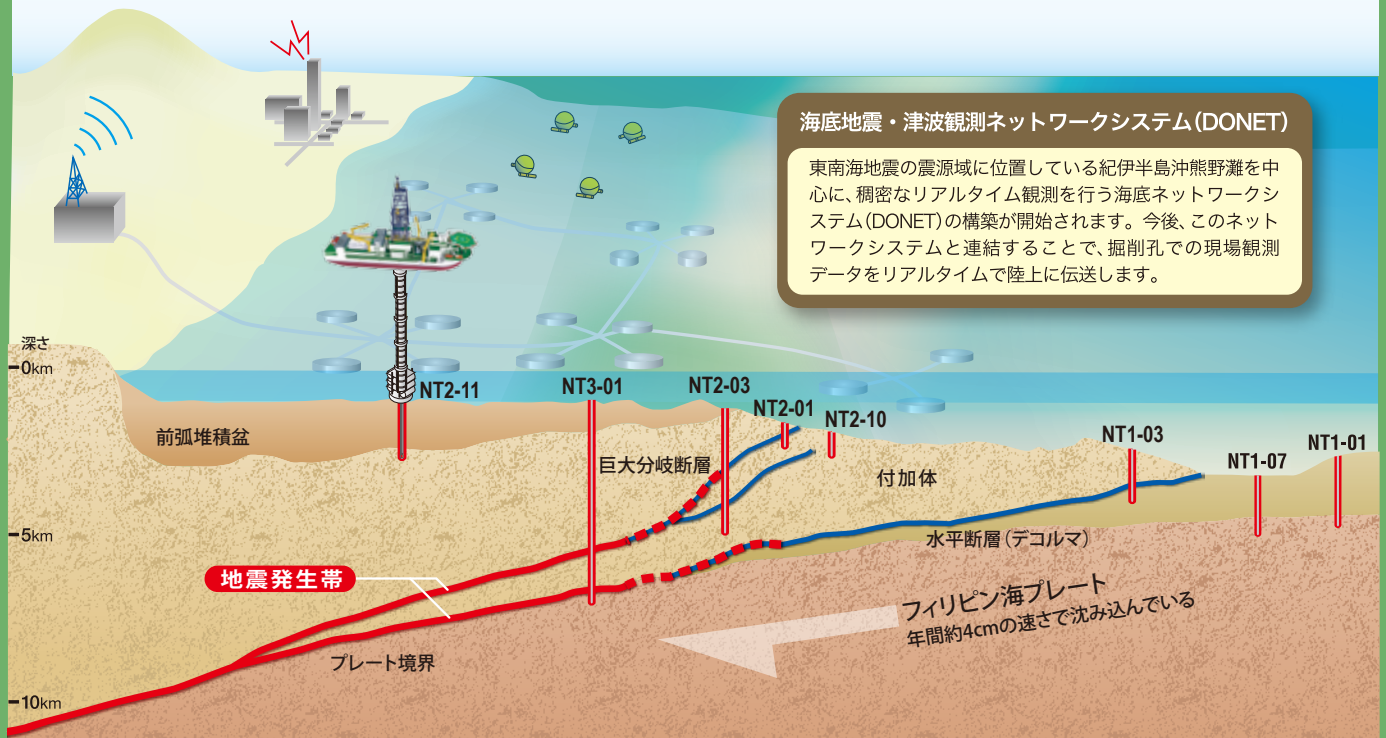 海底地震・津波観測ネットワークシステム(DONET)
東南海地震の震源域に位置している紀伊半島沖熊野灘を中
心に、稠密なリアルタイム観測を行う海底ネットワークシ
ステム(DONET)の構築が開始されます。今後、このネット
ワークシステムと連結することで、掘削孔での現場観測
データをリアルタイムで陸上に伝送します。
深さ
0km
NT2-11
NT3-01
NT2-03
NT2-01
NT2-10
NT1-03
NT1-07
NT1-01
前弧堆積盆
巨大分岐断層
付加体
5km
水平断層(デコルマ)
地震発生帯
フィリピン海プレート
年間約4cmの速さで沈み込んでいる
プレート境界
10km